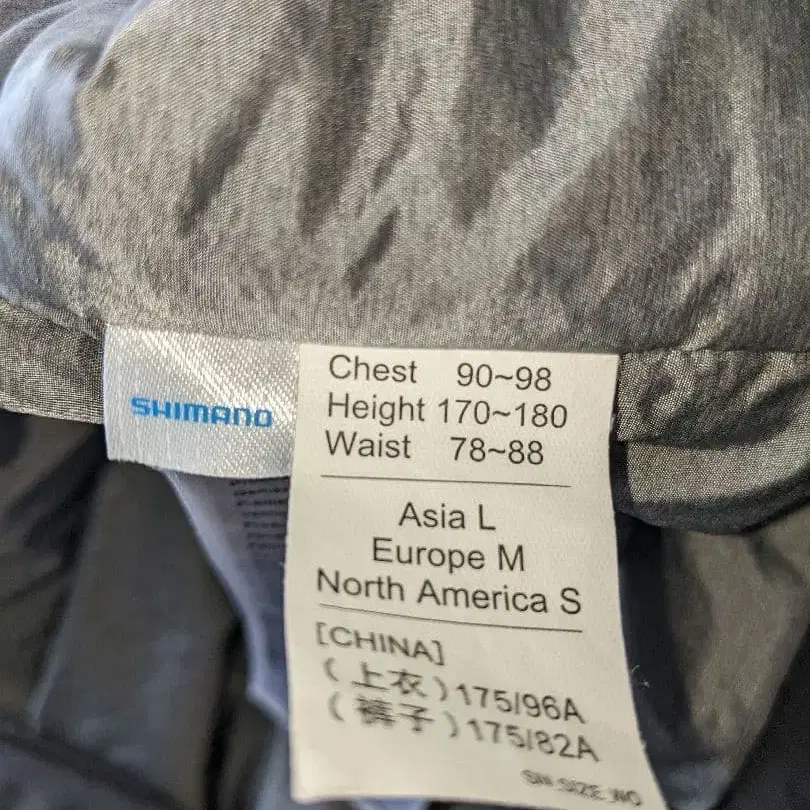 SHIMANO
Chest 90~98
Height 170~180
Waist 78~88
Asia L
Europe M
North America S
[CHINA]
(上衣)175/96A
(裤子)175/82A
SIZE